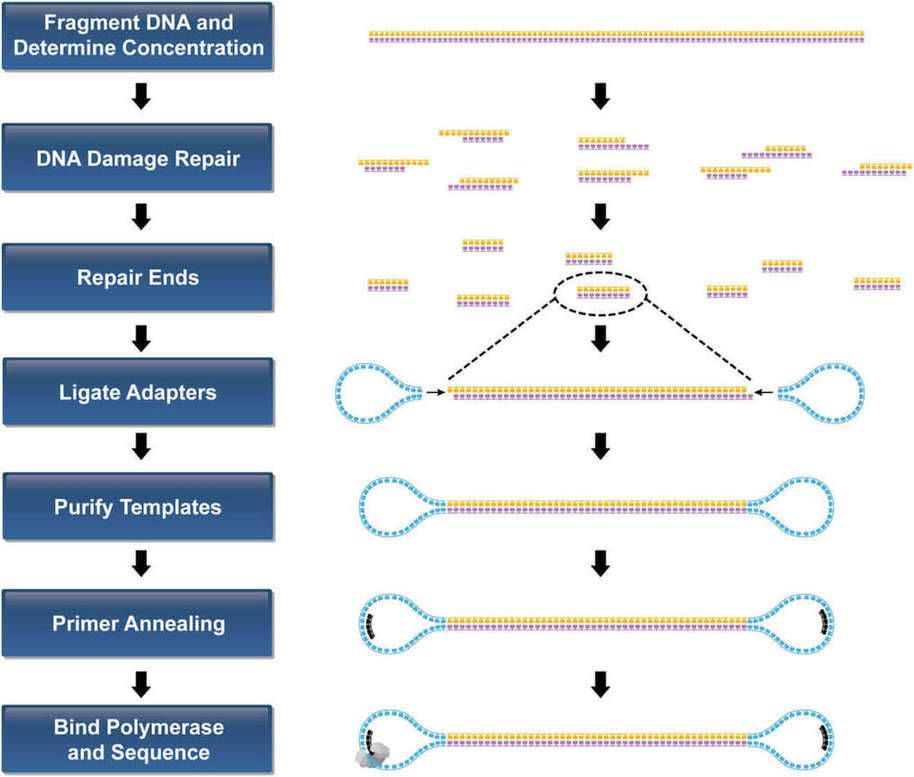 Fragment DNA and
Determine Concentration
DNA Damage Repair
Repair Ends
Ligate Adapters
Purify Templates
Primer Annealing
Bind Polymerase
and Sequence